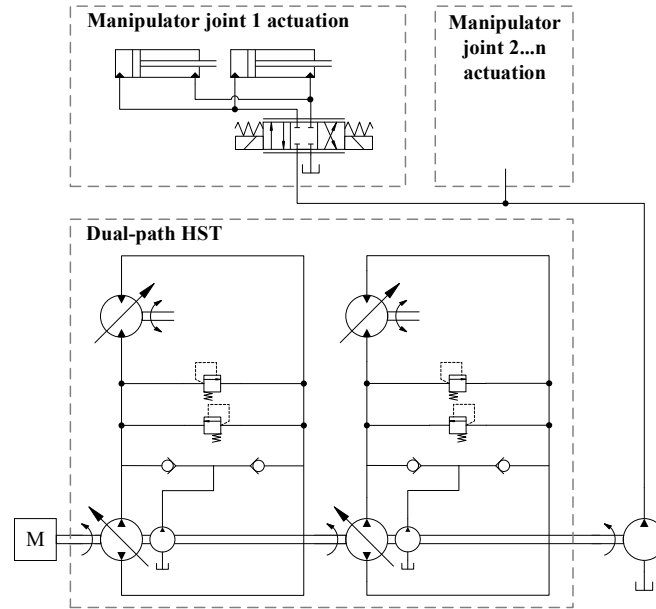 Manipulator joint 1 actuation
Manipulator
joint 2...n
actuation
Dual-path HST
M